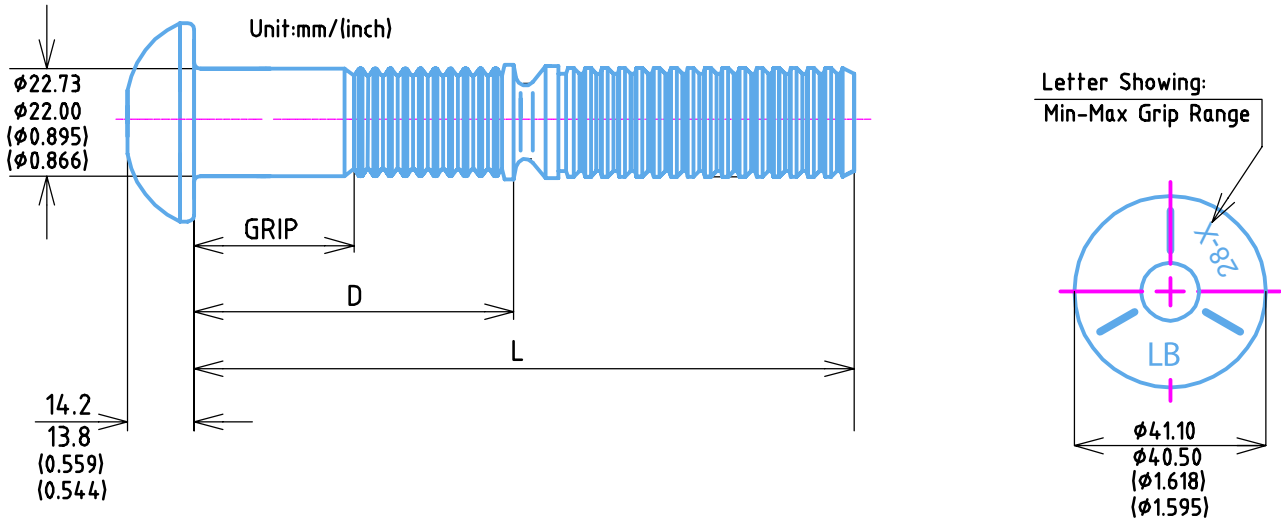 Unit:mm/(inch)
ϕ22.73
ϕ22.00
(ϕ0.895)
(ϕ0.866)
GRIP
D
L
14.2
13.8
(0.559)
(0.544)
Letter Showing:
Min-Max Grip Range
28-X
LB
ϕ41.10
ϕ40.50
(ϕ1.618)
(ϕ1.595)